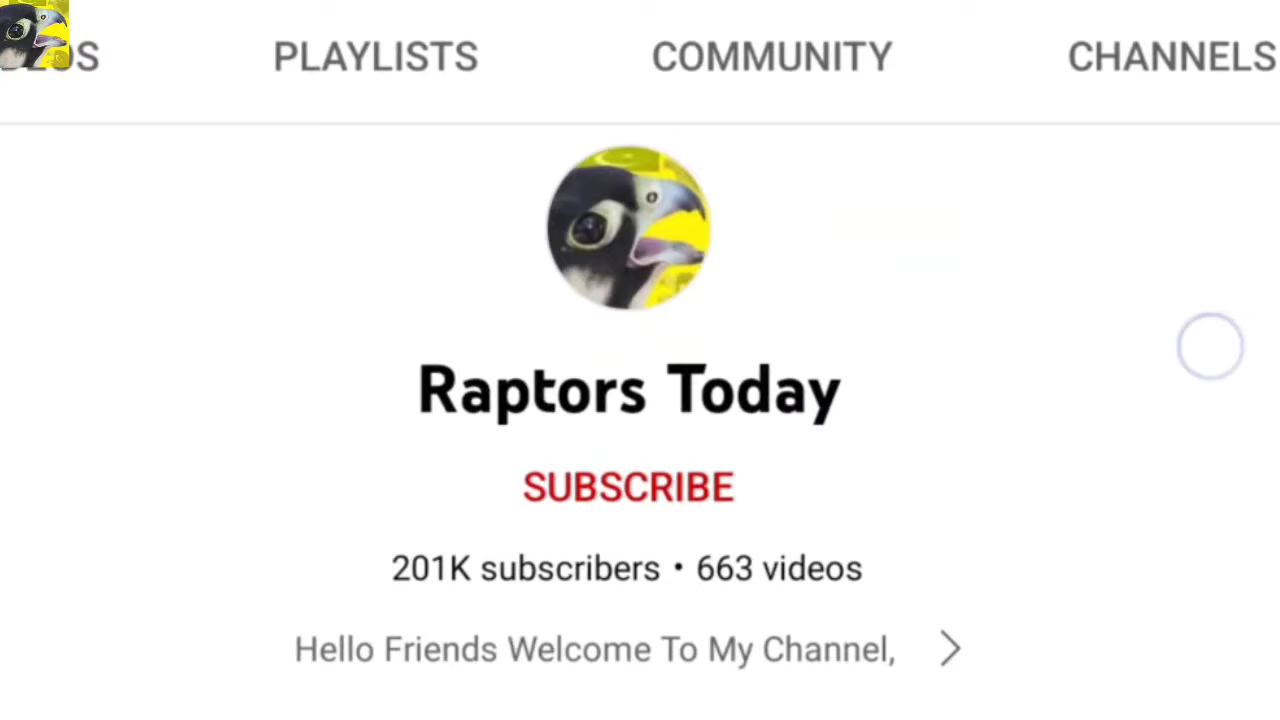 PLAYLISTS COMMUNITY CHANNELS
Raptors Today
SUBSCRIBE
201K subscribers • 663 videos
Hello Friends Welcome To My Channel,